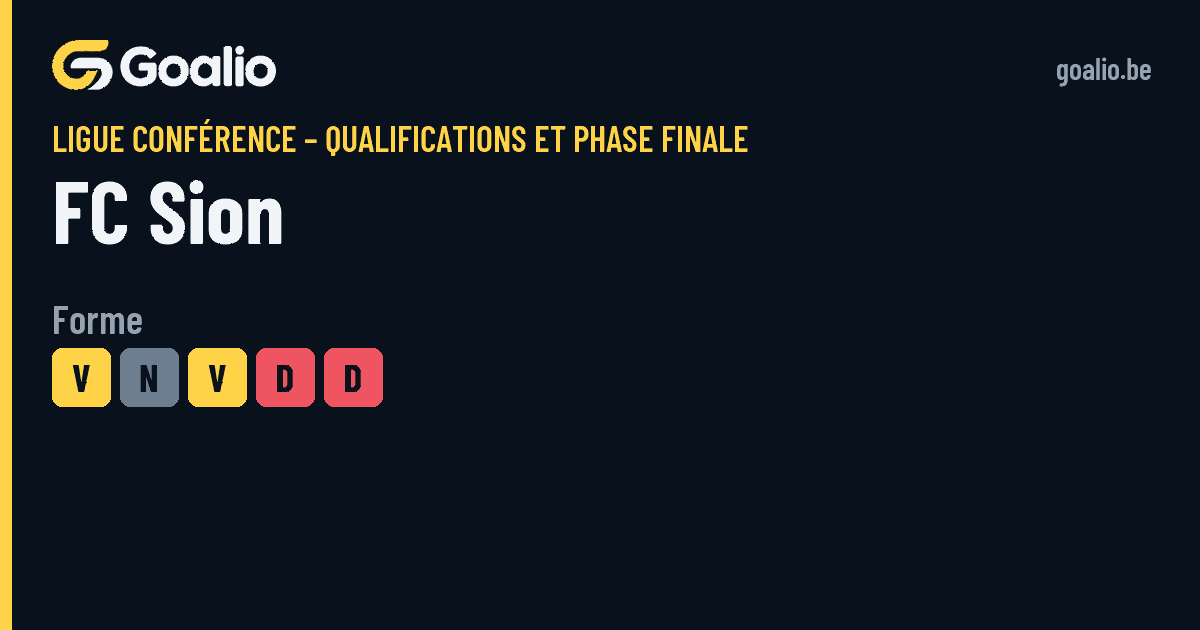 Goalio
goalio.be
LIGUE CONFÉRENCE – QUALIFICATIONS ET PHASE FINALE
FC Sion
Forme
V N V D D